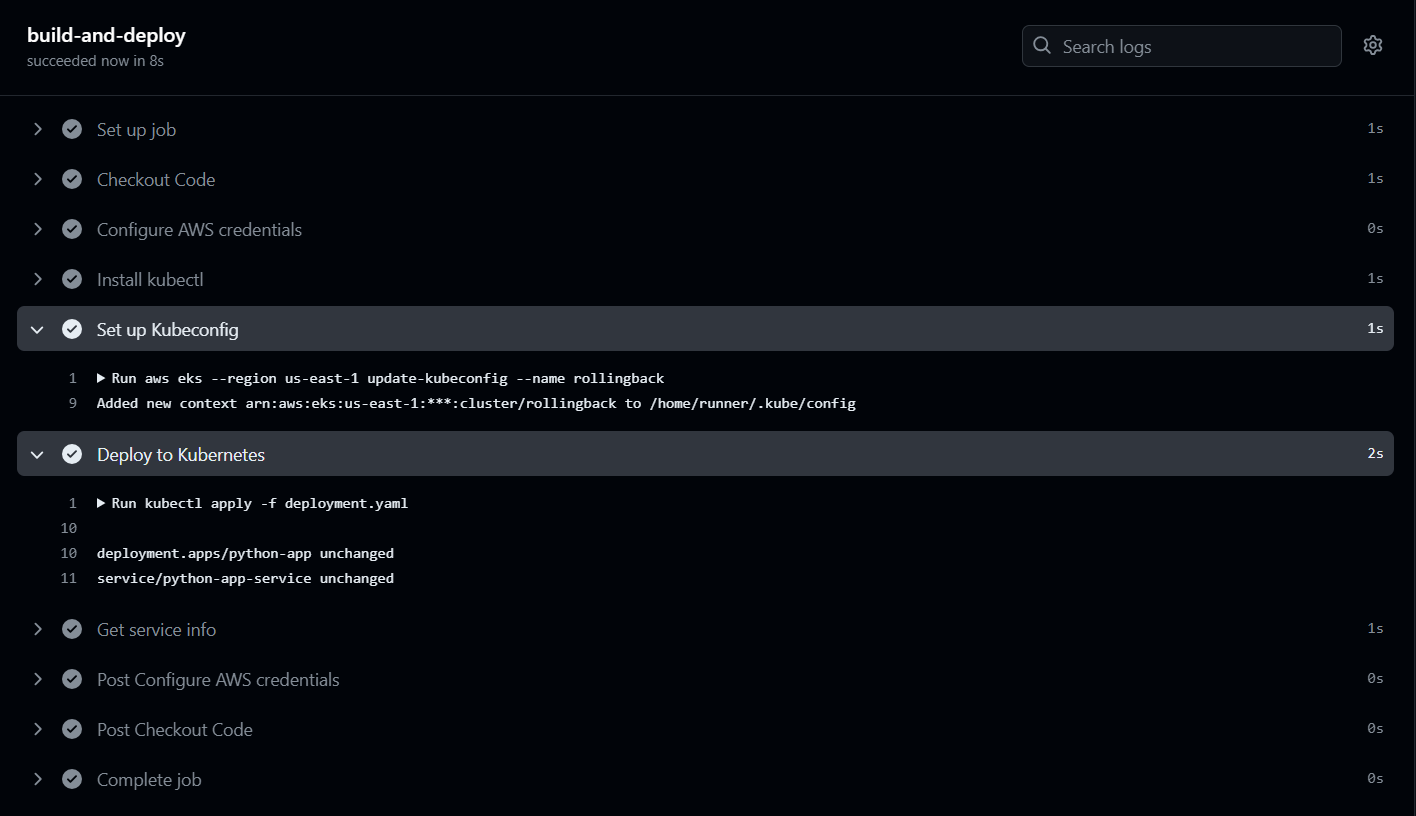 build-and-deploy
succeeded now in 8s
Search logs
Set up job 1s
Checkout Code 1s
Configure AWS credentials 0s
Install kubectl 1s
Set up Kubeconfig 1s
1 Run aws eks --region us-east-1 update-kubeconfig --name rollingback
9 Added new context arn:aws:eks:us-east-1:***:cluster/rollingback to /home/runner/.kube/config
Deploy to Kubernetes 2s
1 Run kubectl apply -f deployment.yaml
10
10 deployment.apps/python-app unchanged
11 service/python-app-service unchanged
Get service info 1s
Post Configure AWS credentials 0s
Post Checkout Code 0s
Complete job 0s